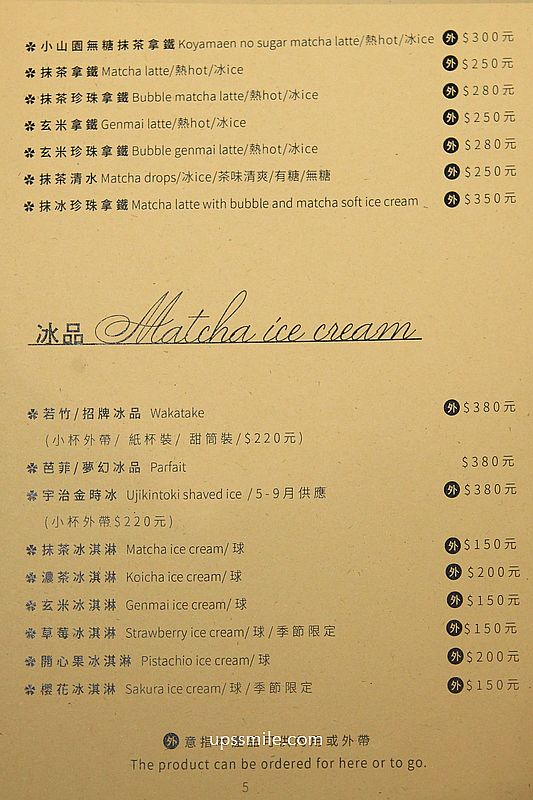 ✤ 小山園無糖抹茶拿鐵 Koyamaen no sugar matcha latte/熱hot/冰ice 外 $300元
✤ 抹茶拿鐵 Matcha latte/熱hot/冰ice 外 $250元
✤ 抹茶珍珠拿鐵 Bubble matcha latte/熱hot/冰ice 外 $280元
✤ 玄米拿鐵 Genmai latte/熱hot/冰ice 外 $250元
✤ 玄米珍珠拿鐵 Bubble genmai latte/熱hot/冰ice 外 $280元
✤ 抹茶清水 Matcha drops/冰ice/茶味清爽/有糖/無糖 外 $250元
✤ 抹冰珍珠拿鐵 Matcha latte with bubble and matcha soft ice cream 外 $350元
冰品 Matcha ice cream
✤ 若竹/招牌冰品 Wakatake 外 $380元
(小杯外帶/ 紙杯裝/ 甜筒裝/$220元)
✤ 芭菲/夢幻冰品 Parfait $380元
✤ 宇治金時冰 Ujikintoki shaved ice /5-9月供應 外 $380元
(小杯外帶$220元)
✤ 抹茶冰淇淋 Matcha ice cream/ 球 外 $150元
✤ 濃茶冰淇淋 Koicha ice cream/ 球 外 $200元
✤ 玄米冰淇淋 Genmai ice cream/ 球 外 $150元
✤ 草莓冰淇淋 Strawberry ice cream/ 球 /季節限定 外 $150元
✤ 開心果冰淇淋 Pistachio ice cream/ 球 外 $200元
✤ 櫻花冰淇淋 Sakura ice cream/ 球 /季節限定 外 $150元
外 意指 或外帶
upssmile.com
The product can be ordered for here or to go.
5